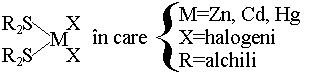 R₂S X M=Zn, Cd, Hg
M în care X=halogeni
R₂S X R=alchili